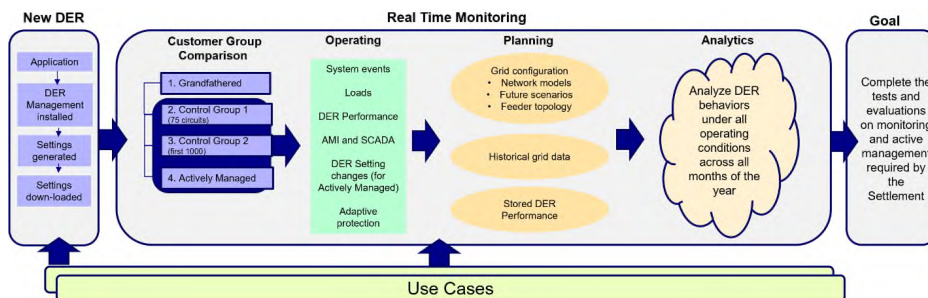 New DER
Application
DER
Management
installed
Settings
generated
Settings
down-loaded
Real Time Monitoring
Customer Group
Comparison
1. Grandfathered
2. Control Group 1
(75 circuits)
3. Control Group 2
(first 1000)
4. Actively Managed
Operating
System events
Loads
DER Performance
AMI and SCADA
DER Setting
changes (for
Actively Managed)
Adaptive
protection
Planning
Grid configuration
• Network models
• Future scenarios
• Feeder topology
Historical grid data
Stored DER
Performance
Analytics
Analyze DER
behaviors
under all
operating
conditions
across all
months of the
year
Goal
Complete the
tests and
evaluations
on monitoring
and active
management
required by
the
Settlement
Use Cases